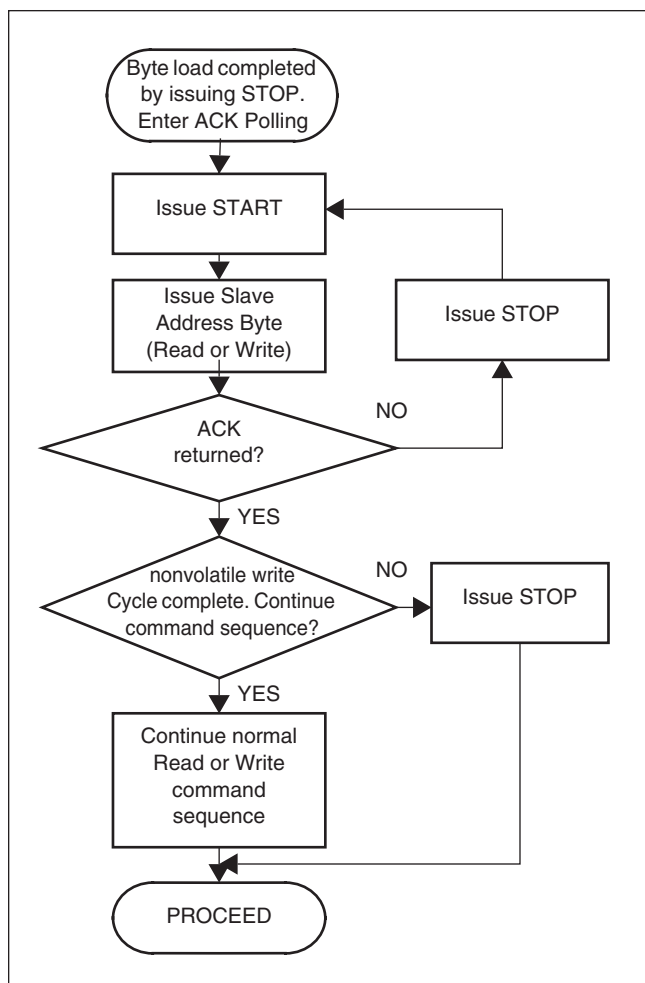 Byte load completed
by issuing STOP.
Enter ACK Polling
Issue START
Issue Slave
Address Byte
(Read or Write)
Issue STOP
ACK
returned?
NO
YES
nonvolatile write
Cycle complete. Continue
command sequence?
NO
Issue STOP
YES
Continue normal
Read or Write
command
sequence
PROCEED